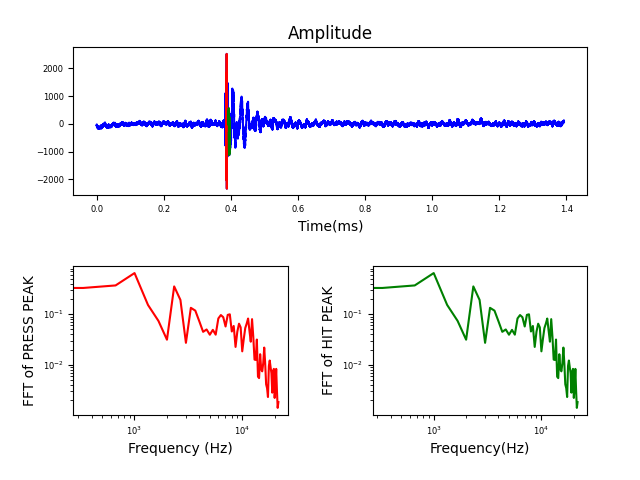 Amplitude
2000
1000
0
−1000
−2000
0.0 0.2 0.4 0.6 0.8 1.0 1.2 1.4
Time(ms)
FFT of PRESS PEAK
10⁻¹
10⁻²
10³ 10⁴
Frequency (Hz)
FFT of HIT PEAK
10⁻¹
10⁻²
10³ 10⁴
Frequency(Hz)